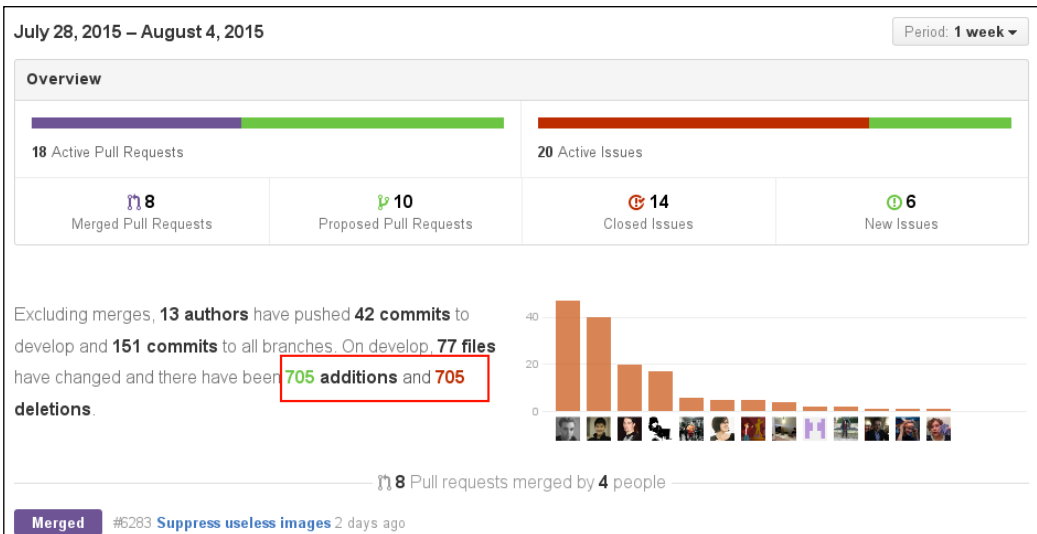 July 28, 2015 – August 4, 2015
Period: 1 week
Overview
18 Active Pull Requests
20 Active Issues
8
Merged Pull Requests
10
Proposed Pull Requests
14
Closed Issues
6
New Issues
Excluding merges, 13 authors have pushed 42 commits to
develop and 151 commits to all branches. On develop, 77 files
have changed and there have been 705 additions and 705
deletions.
40
20
0
8 Pull requests merged by 4 people
Merged #6283 Suppress useless images 2 days ago